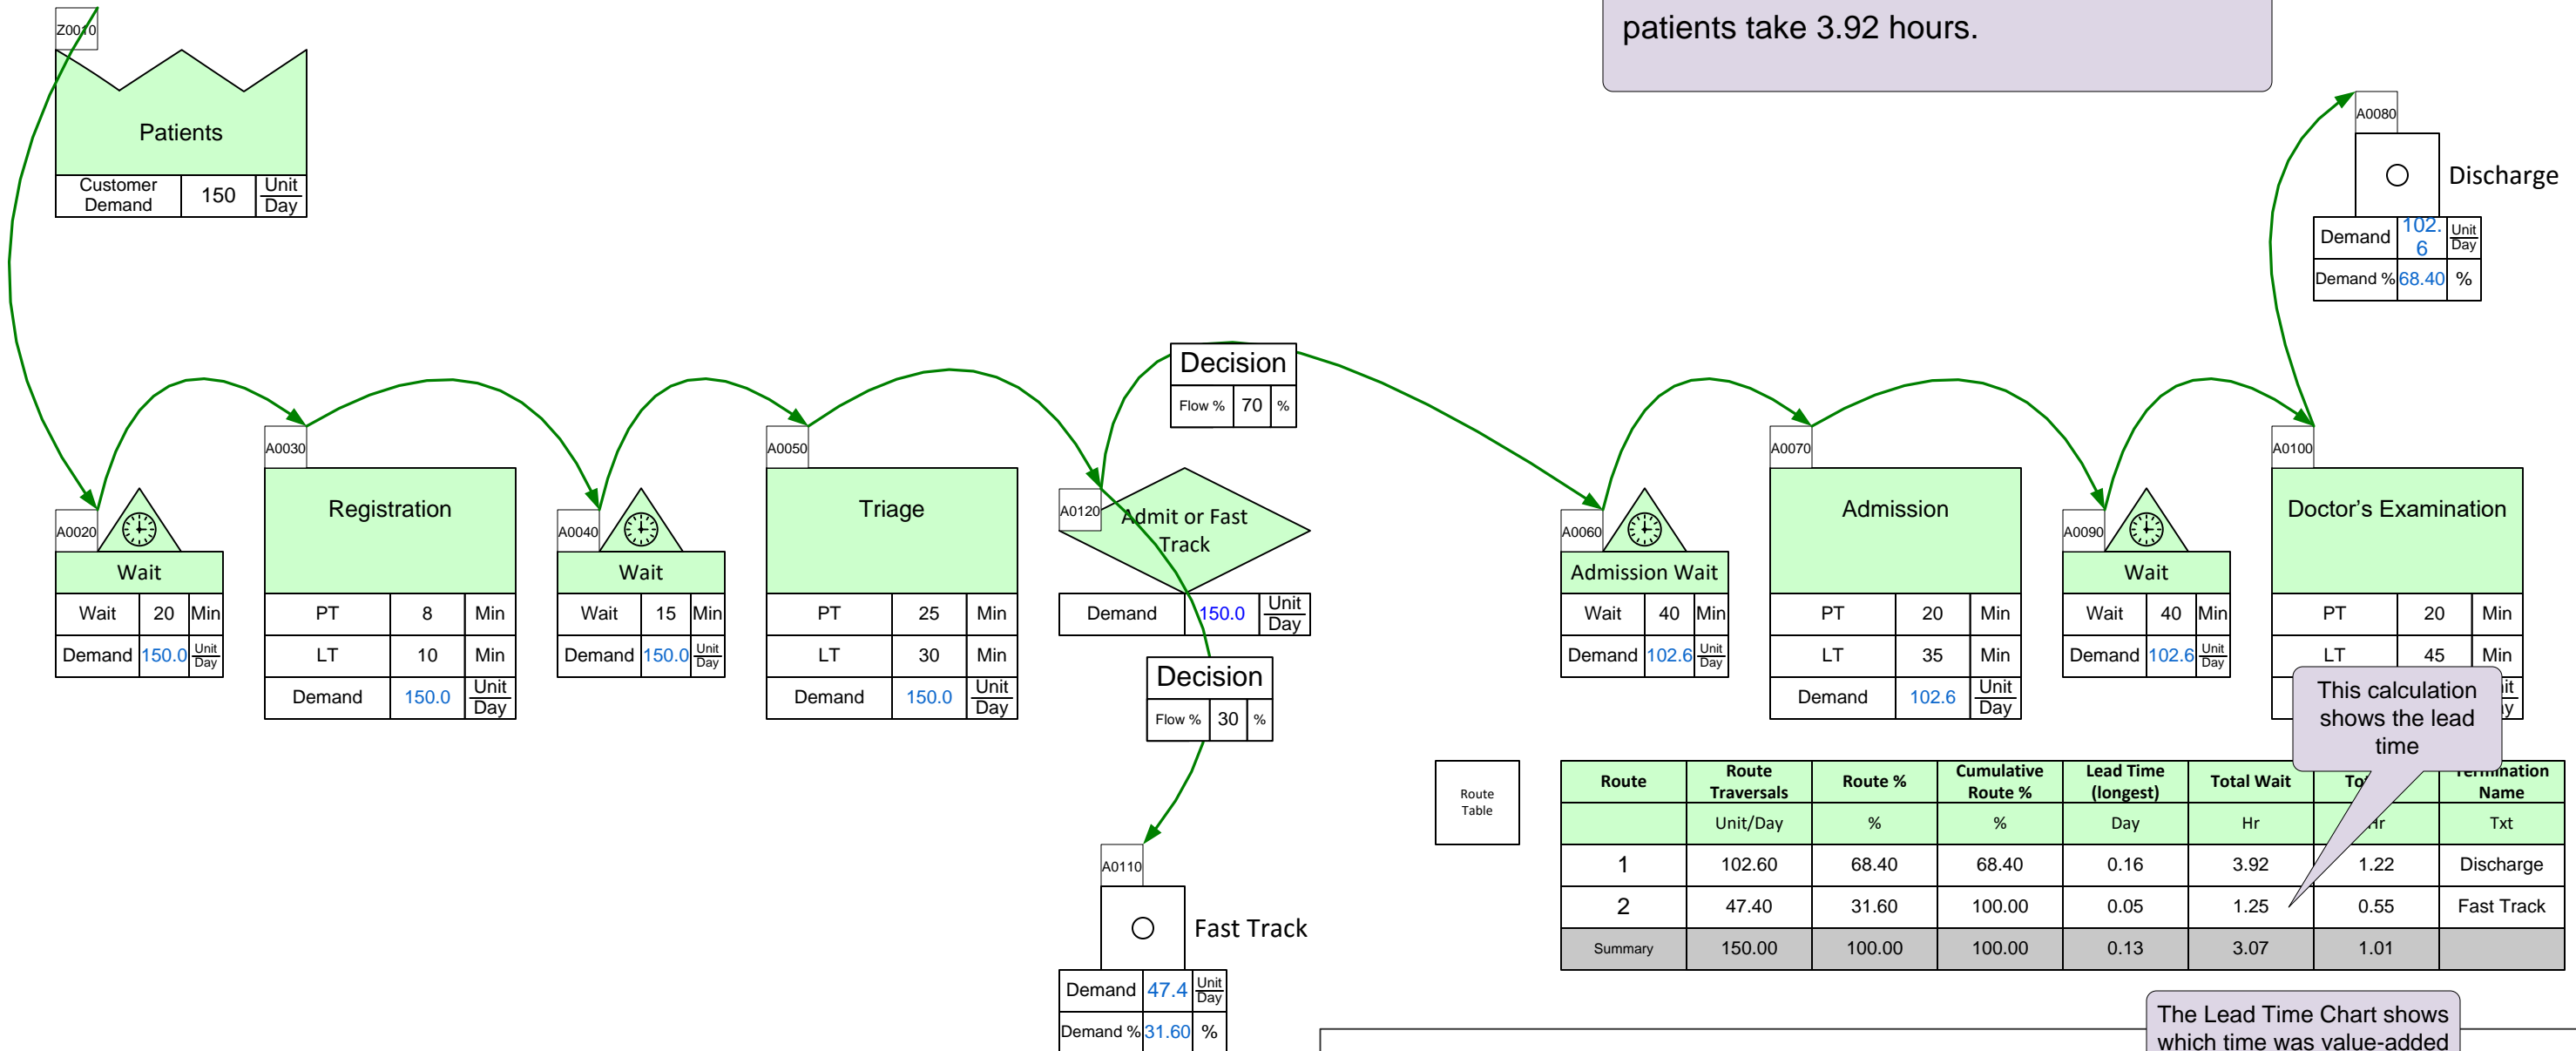 patients take 3.92 hours.
Z0010
Patients
Customer Demand 150 Unit Day
A0080
Discharge
Demand 102.6 Unit Day
Demand % 68.40 %
Decision
Flow % 70 %
A0020
Wait
Wait 20 Min
Demand 150.0 Unit Day
A0030
Registration
PT 8 Min
LT 10 Min
Demand 150.0 Unit Day
A0040
Wait
Wait 15 Min
Demand 150.0 Unit Day
A0050
Triage
PT 25 Min
LT 30 Min
Demand 150.0 Unit Day
A0120
Admit or Fast
Track
Demand 150.0 Unit Day
Decision
Flow % 30 %
A0060
Admission Wait
Wait 40 Min
Demand 102.6 Unit Day
A0070
Admission
PT 20 Min
LT 35 Min
Demand 102.6 Unit Day
A0090
Wait
Wait 40 Min
Demand 102.6 Unit Day
A0100
Doctor's Examination
PT 20 Min
LT 45 Min
This calculation
shows the lead
time
A0110
Fast Track
Demand 47.4 Unit Day
Demand % 31.60 %
Route
Table
Route Route Traversals Route % Cumulative Route % Lead Time (longest) Total Wait Termination Name
Unit/Day % % Day Hr Hr Txt
1 102.60 68.40 68.40 0.16 3.92 1.22 Discharge
2 47.40 31.60 100.00 0.05 1.25 0.55 Fast Track
Summary 150.00 100.00 100.00 0.13 3.07 1.01
The Lead Time Chart shows
which time was value-added